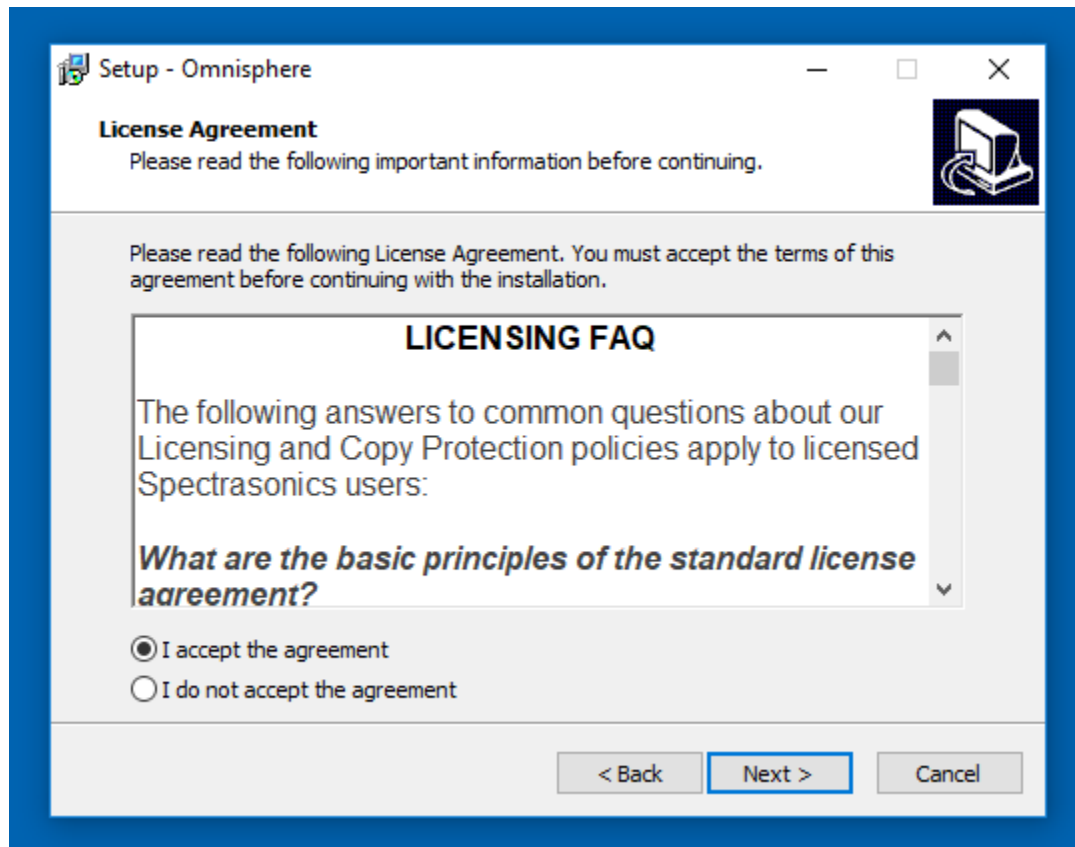 Setup - Omnisphere
License Agreement
Please read the following important information before continuing.
Please read the following License Agreement. You must accept the terms of this
agreement before continuing with the installation.
LICENSING FAQ
The following answers to common questions about our
Licensing and Copy Protection policies apply to licensed
Spectrasonics users:
What are the basic principles of the standard license
agreement?
I accept the agreement
I do not accept the agreement
< Back
Next >
Cancel